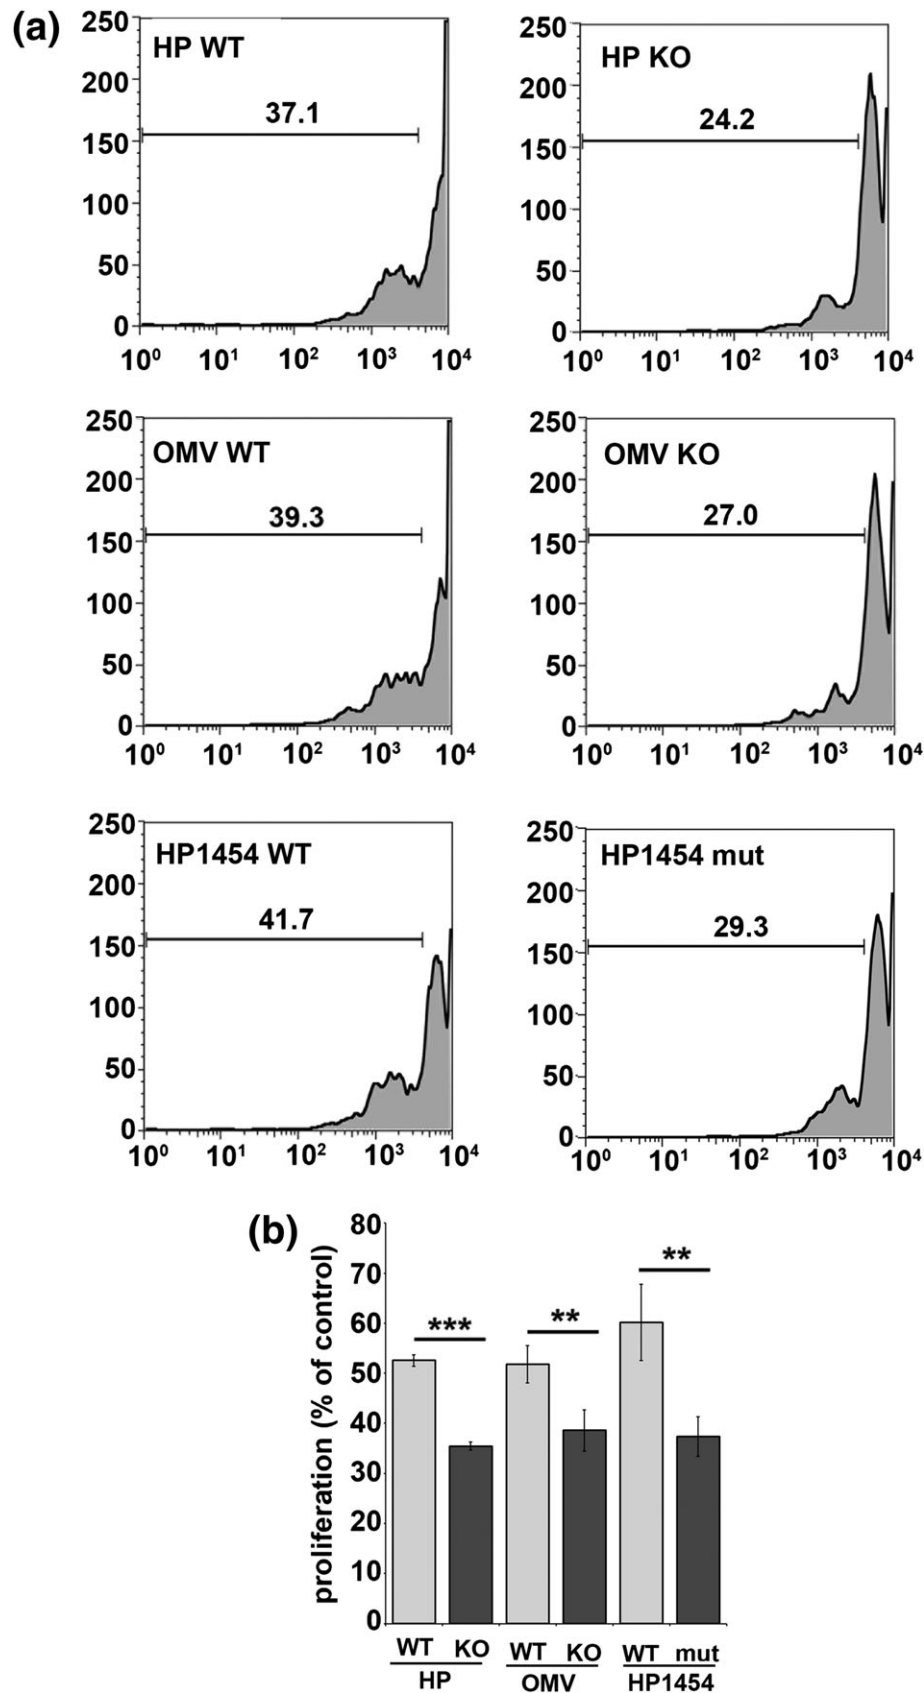 (a)
HP WT
37.1
250
200
150
100
50
0
10⁰ 10¹ 10² 10³ 10⁴
HP KO
24.2
250
200
150
100
50
0
10⁰ 10¹ 10² 10³ 10⁴
OMV WT
39.3
250
200
150
100
50
0
10⁰ 10¹ 10² 10³ 10⁴
OMV KO
27.0
250
200
150
100
50
0
10⁰ 10¹ 10² 10³ 10⁴
HP1454 WT
41.7
250
200
150
100
50
0
10⁰ 10¹ 10² 10³ 10⁴
HP1454 mut
29.3
250
200
150
100
50
0
10⁰ 10¹ 10² 10³ 10⁴
(b)
proliferation (% of control)
80
70
60
50
40
30
20
10
0
*** ** **
WT KO WT KO WT mut
HP OMV HP1454